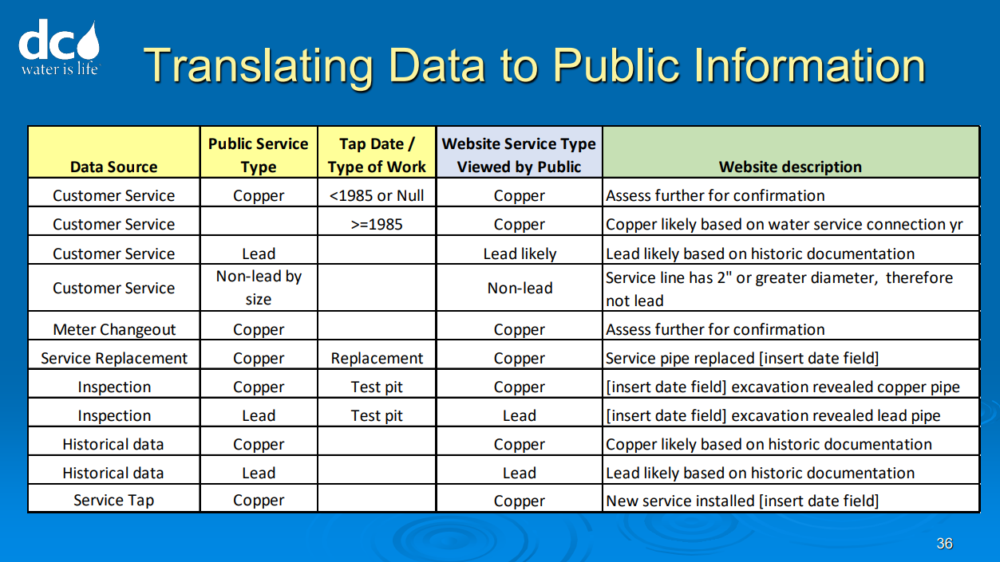 dc
water is life
Translating Data to Public Information
Data Source
Public Service
Type
Tap Date /
Type of Work
Website Service Type
Viewed by Public
Website description
Customer Service Copper <1985 or Null Copper Assess further for confirmation
Customer Service >=1985 Copper Copper likely based on water service connection yr
Customer Service Lead Lead likely Lead likely based on historic documentation
Customer Service
Non-lead by
size
Non-lead
Service line has 2" or greater diameter, therefore
not lead
Meter Changeout Copper Copper Assess further for confirmation
Service Replacement Copper Replacement Copper Service pipe replaced [insert date field]
Inspection Copper Test pit Copper [insert date field] excavation revealed copper pipe
Inspection Lead Test pit Lead [insert date field] excavation revealed lead pipe
Historical data Copper Copper Copper likely based on historic documentation
Historical data Lead Lead Lead likely based on historic documentation
Service Tap Copper Copper New service installed [insert date field]
36